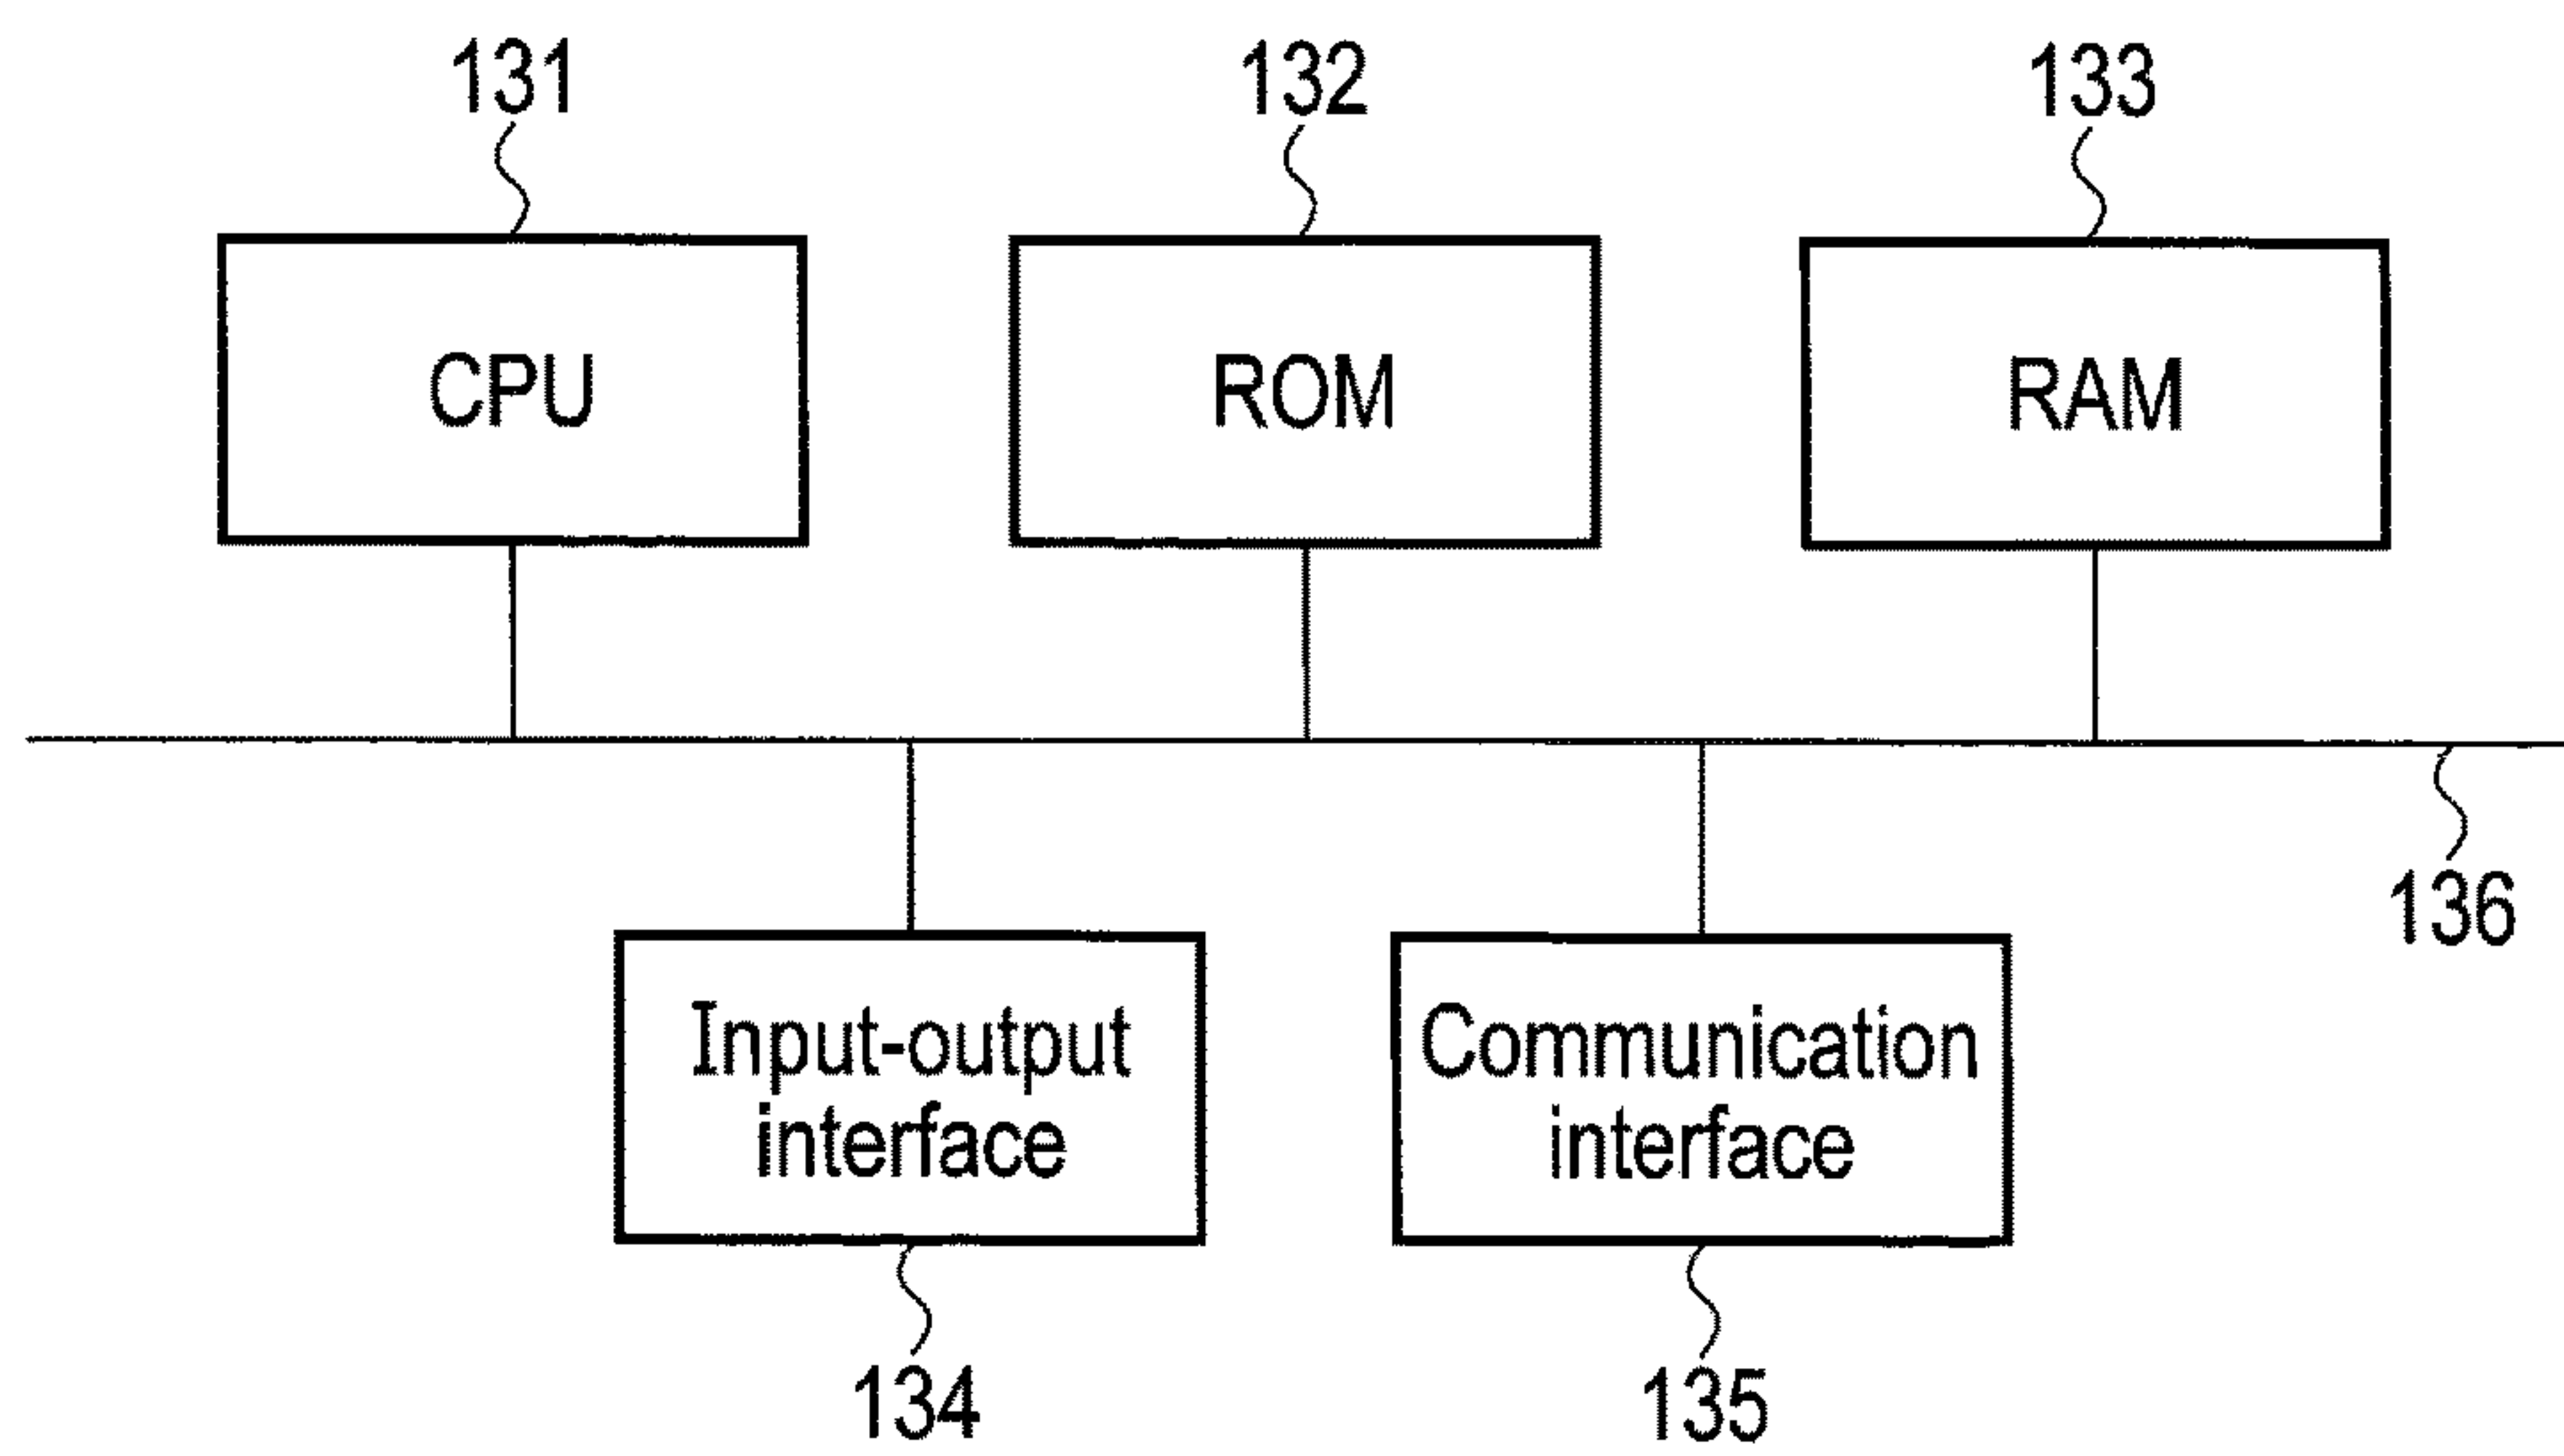 131
132
133
CPU
ROM
RAM
136
Input-output
interface
Communication
interface
134
135